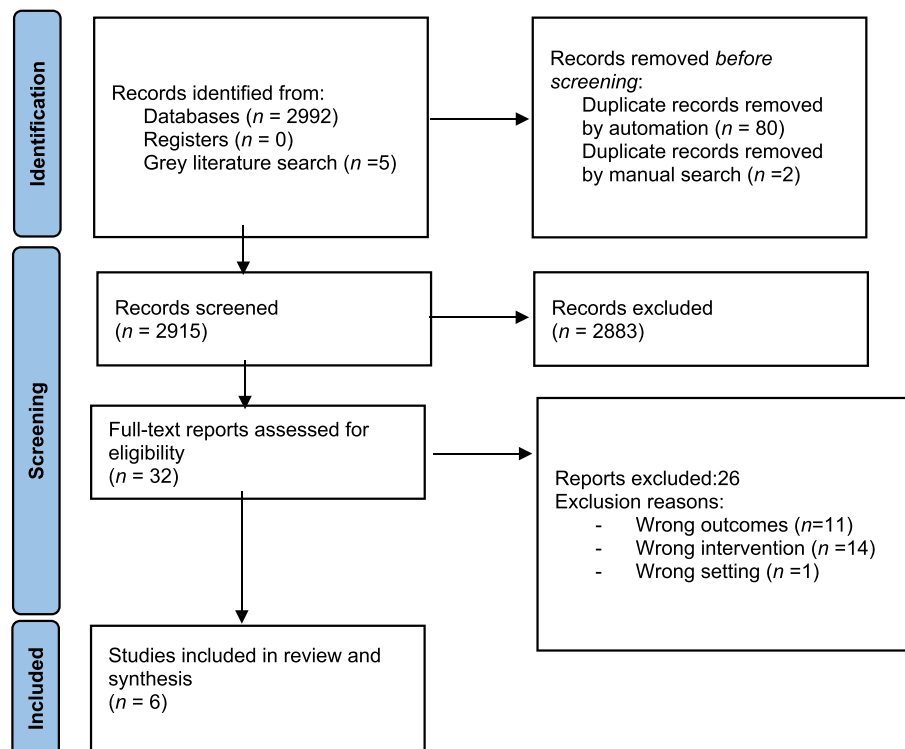 Identification
Records identified from:
Databases (n = 2992)
Registers (n = 0)
Grey literature search (n =5)
Records removed before
screening:
Duplicate records removed
by automation (n = 80)
Duplicate records removed
by manual search (n =2)
Screening
Records screened
(n = 2915)
Records excluded
(n = 2883)
Full-text reports assessed for
eligibility
(n = 32)
Reports excluded:26
Exclusion reasons:
- Wrong outcomes (n=11)
- Wrong intervention (n =14)
- Wrong setting (n =1)
Included
Studies included in review and
synthesis
(n = 6)